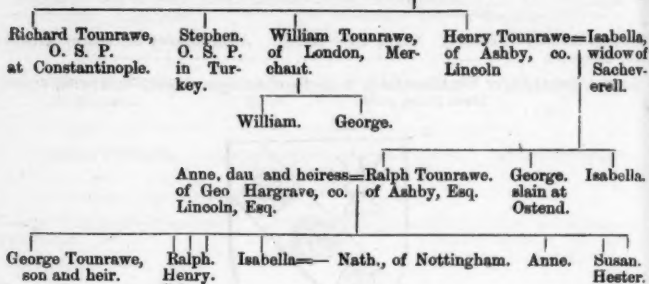 Richard Tounrawe,
O. S. P.
at Constantinople.
Stephen.
O. S. P.
in Tur-
key.
William Tounrawe,
of London, Mer-
chaut.
Henry Tounrawe=Isabella,
of Ashby, co.
Lincoln
widow of
Sachev-
erell.
William. George.
Anne, dau and heiress=Ralph Tounrawe.
of Geo Hargrave, co.
Lincoln, Esq.
of Ashby, Esq.
George.
slain at
Ostend.
Isabella.
George Tounrawe,
son and heir.
Ralph.
Henry.
Isabella=— Nath., of Nottingham.
Anne.
Susan.
Hester.